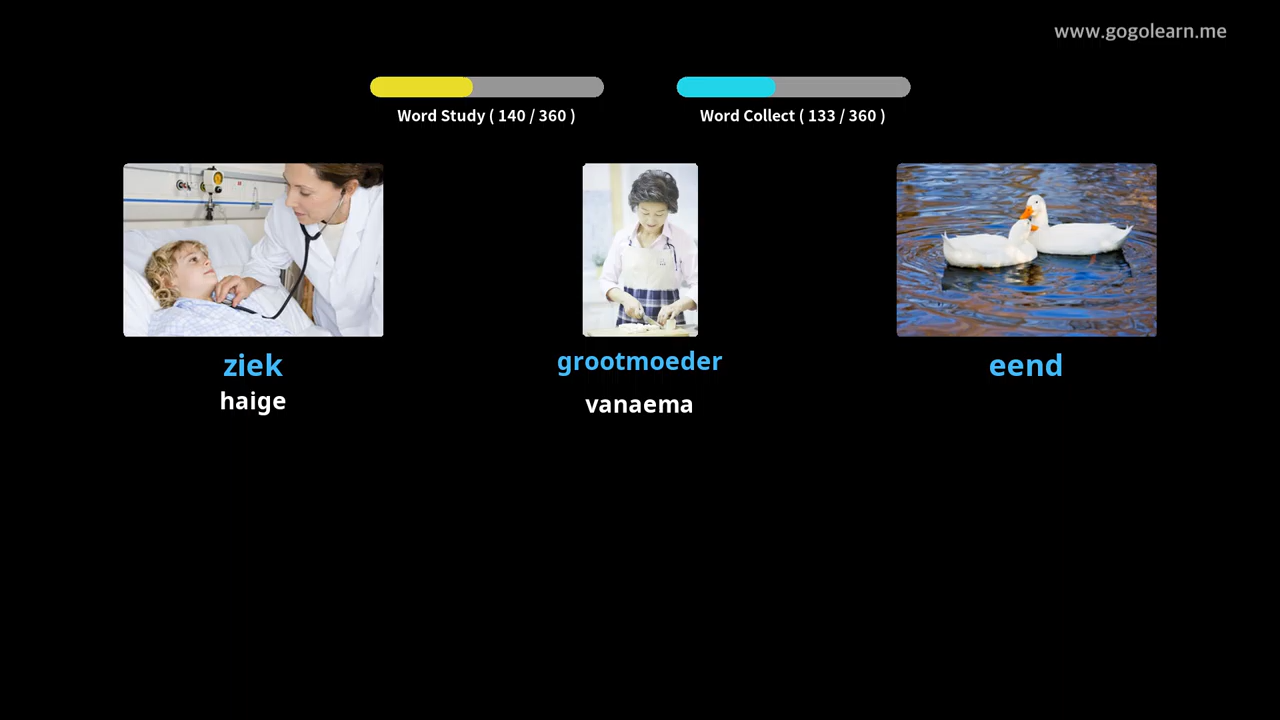 www.gogolearn.me
Word Study ( 140 / 360 )
Word Collect ( 133 / 360 )
ziek
grootmoeder
eend
haige
vanaema